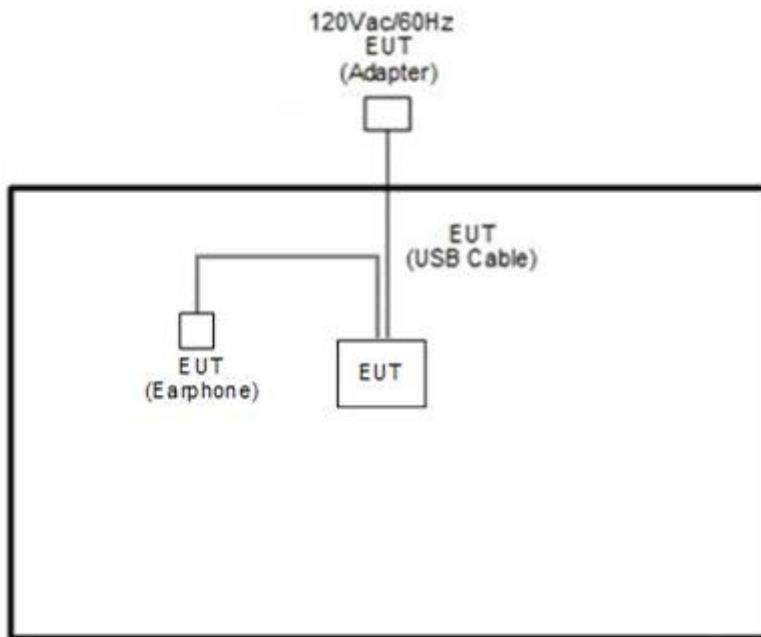 120Vac/60Hz
EUT
(Adapter)
EUT
(USB Cable)
EUT
(Earphone)
EUT